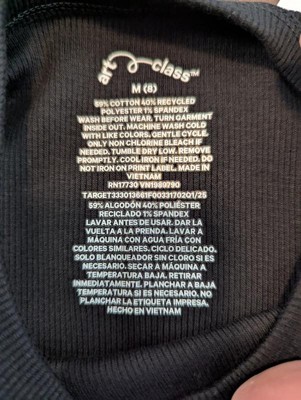 art class™
M (8)
59% COTTON 40% RECYCLED
POLYESTER 1% SPANDEX
WASH BEFORE WEAR. TURN GARMENT
INSIDE OUT. MACHINE WASH COLD
WITH LIKE COLORS. GENTLE CYCLE.
ONLY NON CHLORINE BLEACH IF
NEEDED. TUMBLE DRY LOW. REMOVE
PROMPTLY. COOL IRON IF NEEDED. DO
NOT IRON ON PRINT LABEL. MADE IN
VIETNAM
RN17730 VN1989090
TARGET333013661F00331702Q1/25
59% ALGODÓN 40% POLIÉSTER
RECICLADO 1% SPANDEX
LAVAR ANTES DE USAR. DAR LA
VUELTA A LA PRENDA. LAVAR A
MÁQUINA CON AGUA FRÍA CON
COLORES SIMILARES. CICLO DELICADO.
SOLO BLANQUEADOR SIN CLORO SI ES
NECESARIO. SECAR A MÁQUINA A
TEMPERATURA BAJA. RETIRAR
INMEDIATAMENTE. PLANCHAR A BAJA
TEMPERATURA SI ES NECESARIO. NO
PLANCHAR LA ETIQUETA IMPRESA.
HECHO EN VIETNAM